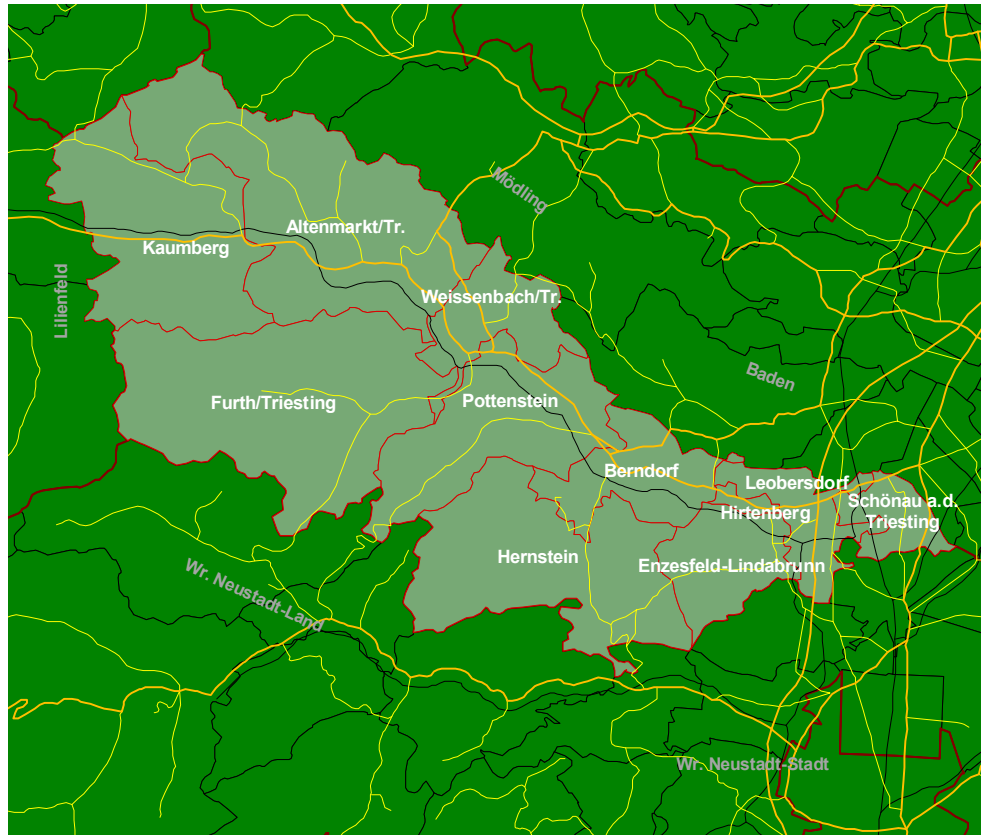 Mödling
Altenmarkt/Tr.
Kaumberg
Lilienfeld
Weissenbach/Tr.
Baden
Furth/Triesting
Pottenstein
Berndorf
Leobersdorf
Schönau a.d.
Triesting
Hirtenberg
Hernstein
Enzesfeld-Lindabrunn
Wr. Neustadt-Land
Wr. Neustadt-Stadt